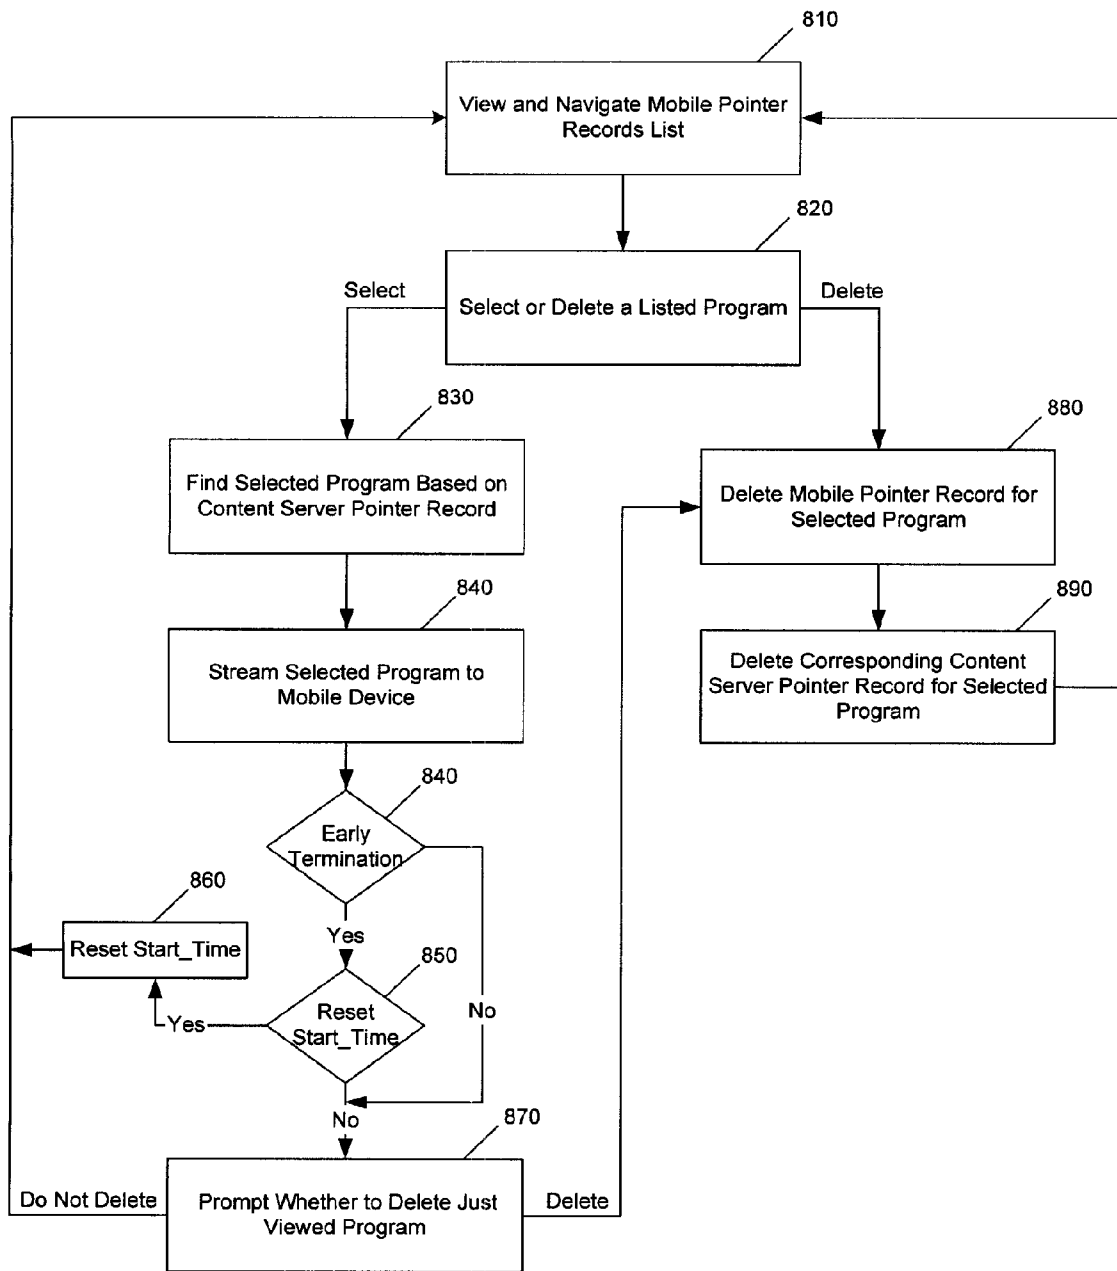 810
View and Navigate Mobile Pointer
Records List
820
Select
Select or Delete a Listed Program
Delete
830
Find Selected Program Based on
Content Server Pointer Record
880
Delete Mobile Pointer Record for
Selected Program
840
Stream Selected Program to
Mobile Device
890
Delete Corresponding Content
Server Pointer Record for Selected
Program
840
Early
Termination
860
Reset Start_Time
Yes
850
Reset
Start_Time
Yes
No
No
870
Do Not Delete
Prompt Whether to Delete Just
Viewed Program
Delete